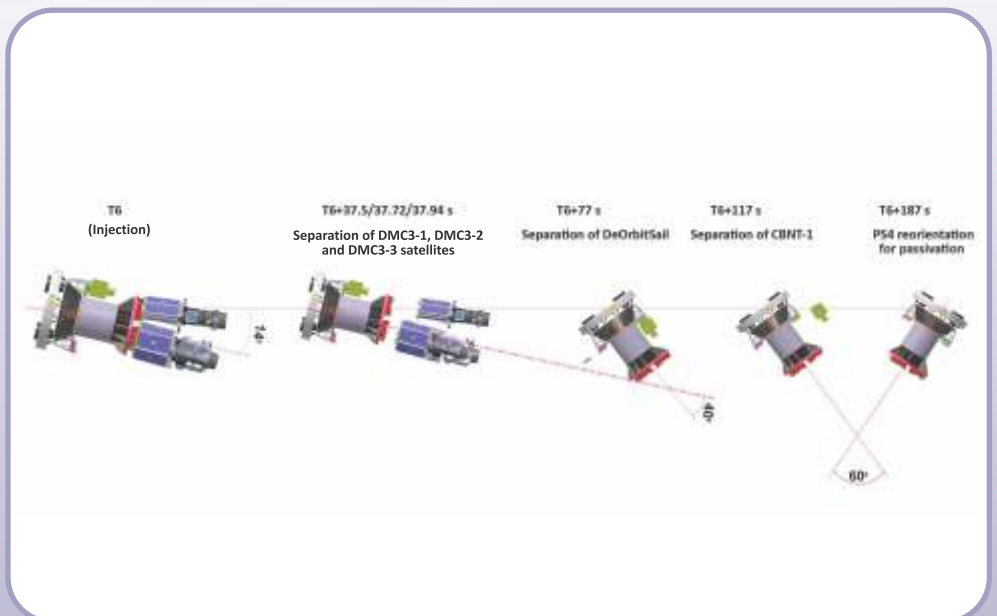 T6
(Injection)
T6+37.5/37.72/37.94 s
Separation of DMC3-1, DMC3-2
and DMC3-3 satellites
T6+77 s
Separation of DeOrbitSail
T6+117 s
Separation of CBNT-1
T6+187 s
PS4 reorientation
for passivation
14°
40°
60°